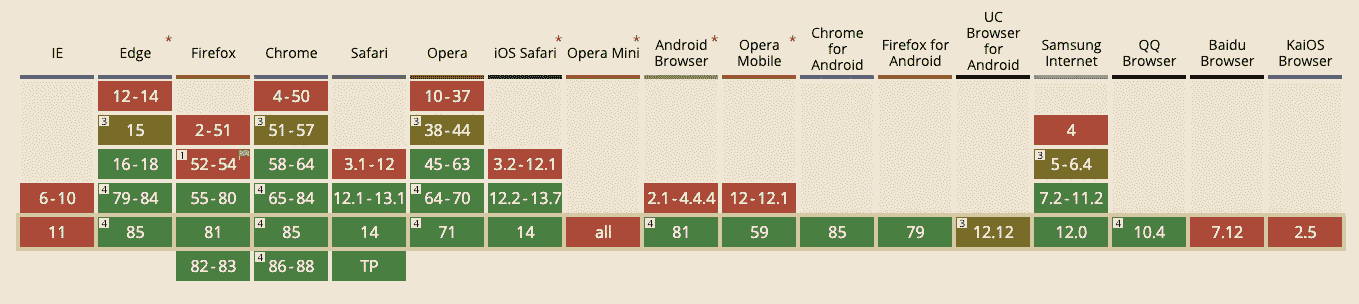 IE Edge * Firefox Chrome Safari Opera iOS Safari * Opera Mini * Android Browser * Opera Mobile * Chrome for Android Firefox for Android UC Browser for Android Samsung Internet QQ Browser Baidu Browser KaiOS Browser
12-14 4-50 10-37
3 15 2-51 3 51-57 3 38-44 4
16-18 1 52-54 58-64 3.1-12 45-63 3.2-12.1 3 5-6.4
6-10 4 79-84 55-80 4 65-84 12.1-13.1 4 64-70 12.2-13.7 2.1-4.4.4 12-12.1 7.2-11.2
11 4 85 81 4 85 14 4 71 14 all 4 81 59 85 79 3 12.12 12.0 4 10.4 7.12 2.5
82-83 4 86-88 TP